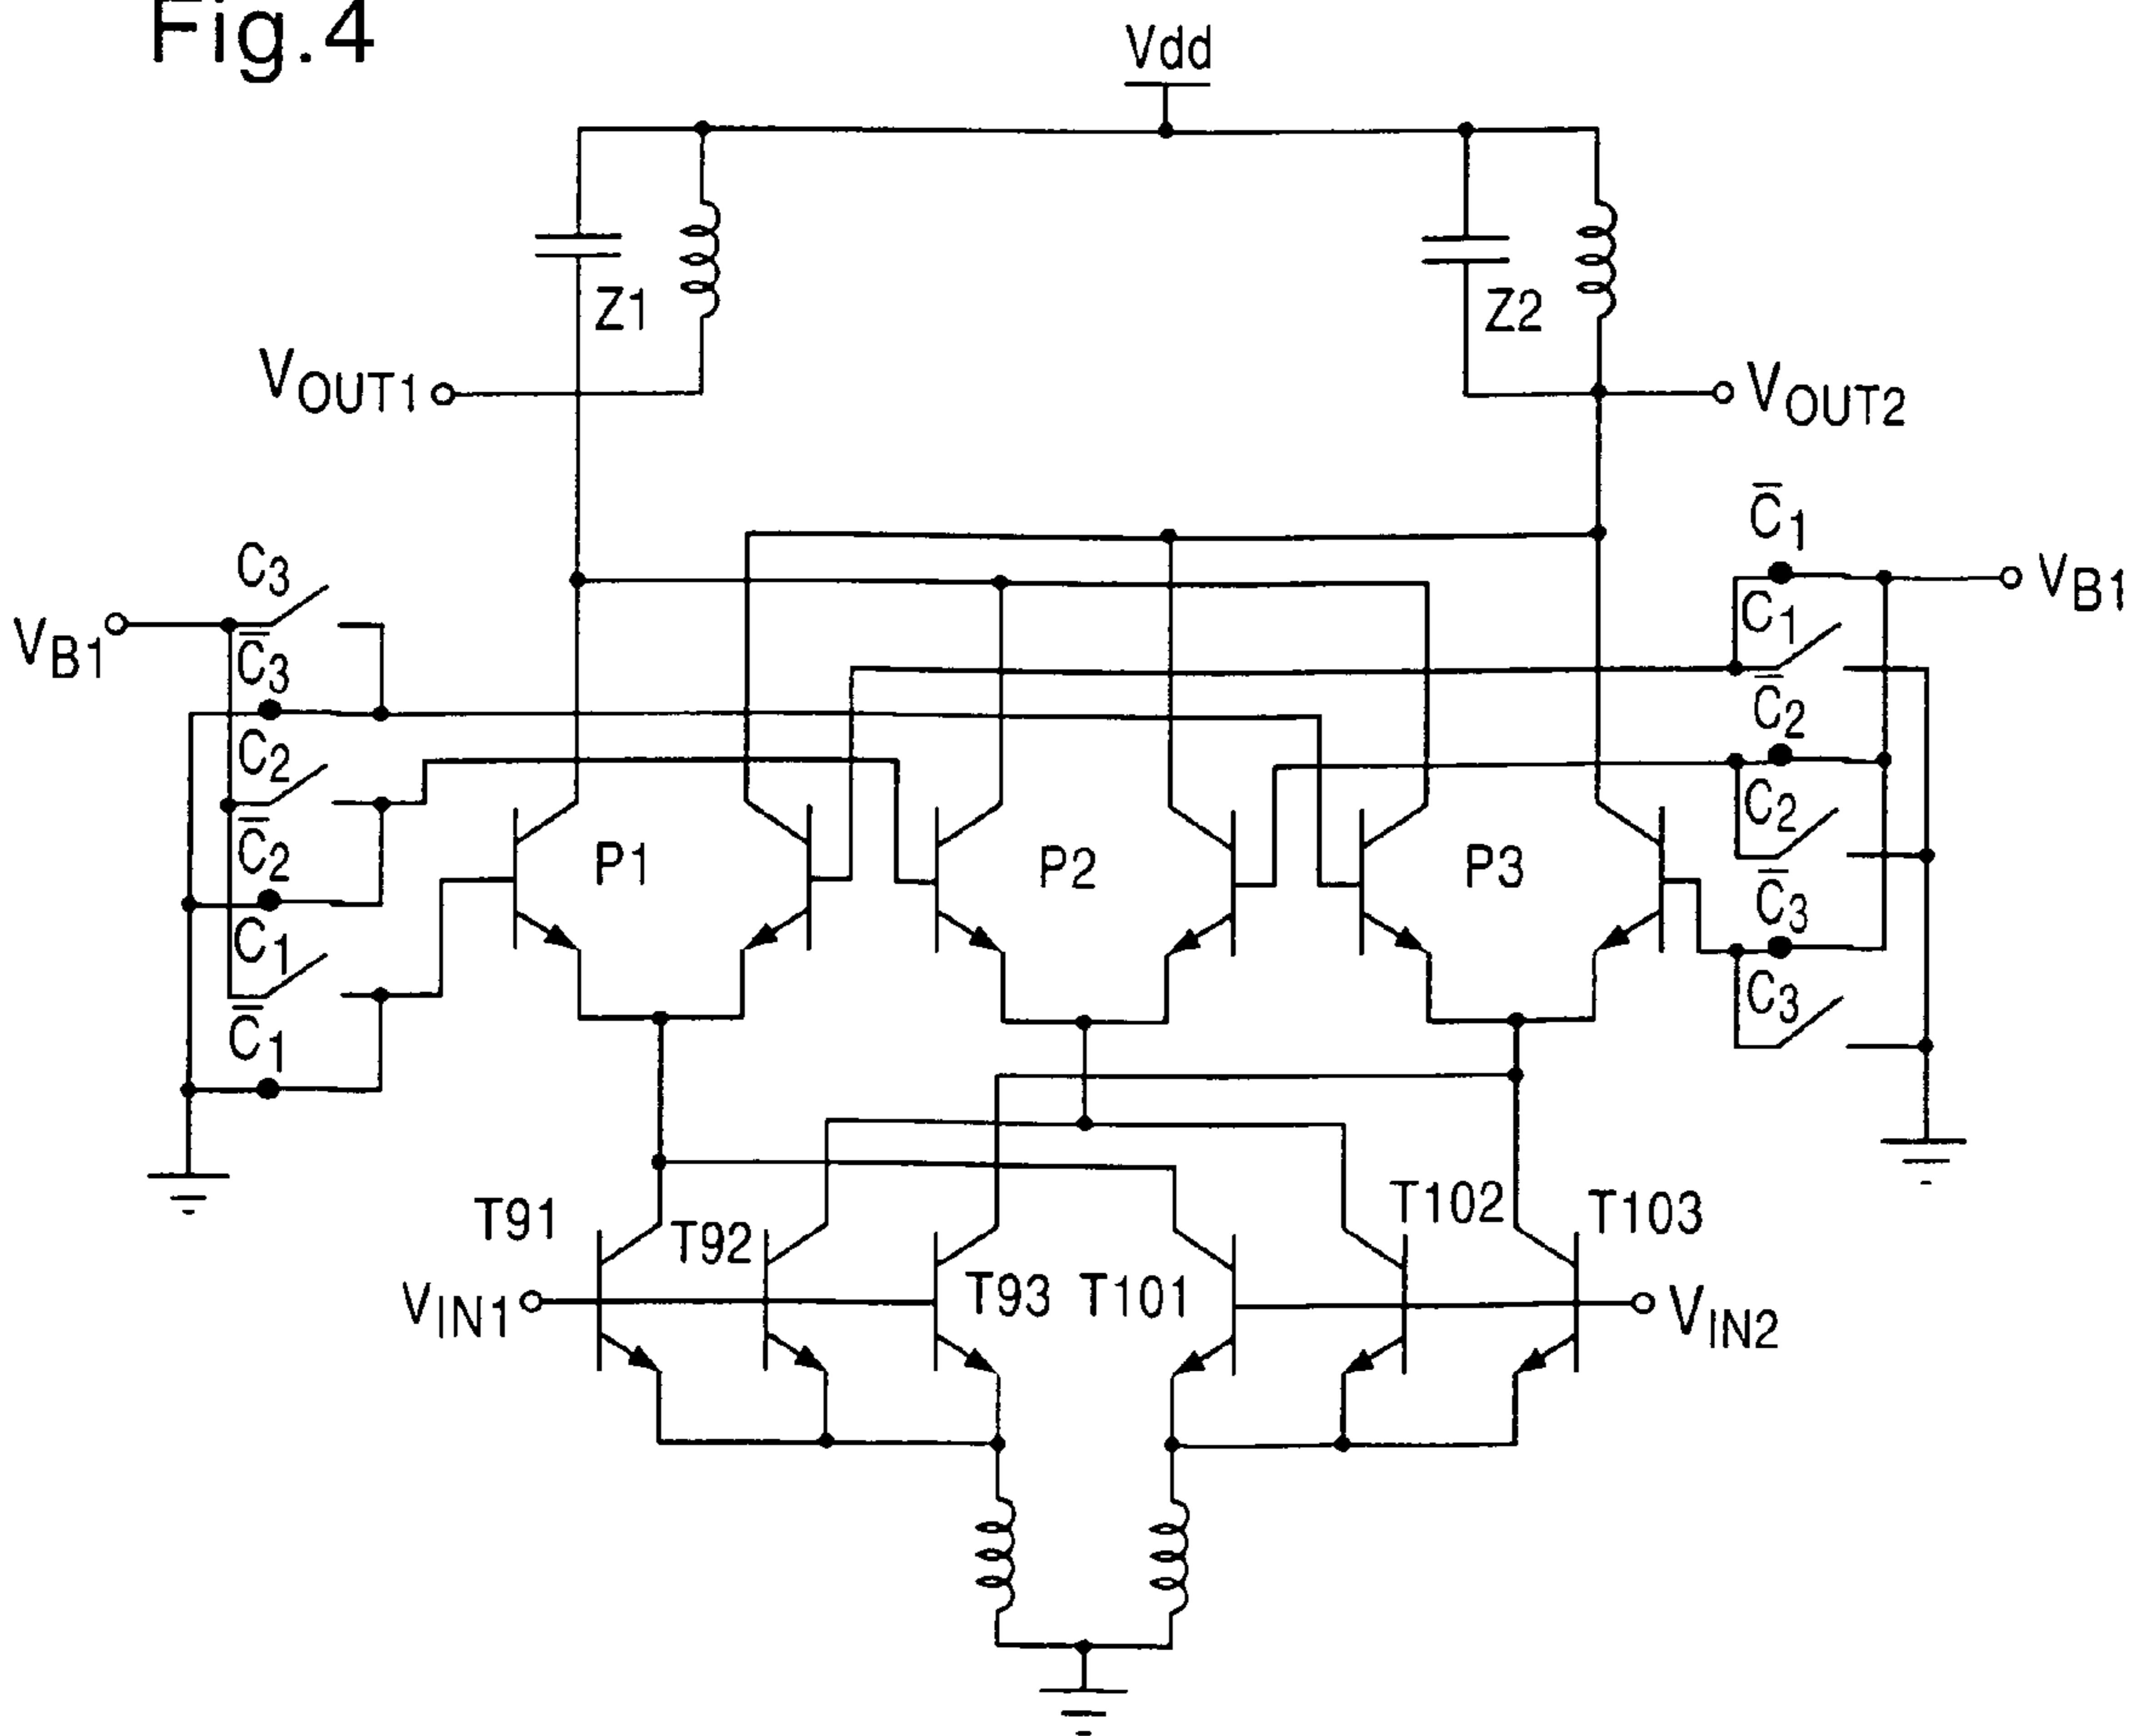 Fig.4
Vdd
Z1
Z2
VOUT1
VOUT2
C̅1
C3
VB1
C1
VB1
C̅3
C̅2
C2
C2
P1
P2
P3
C̅2
C̅3
C1
C3
C̅1
T91
T92
T102
T103
VIN1
T93
T101
VIN2